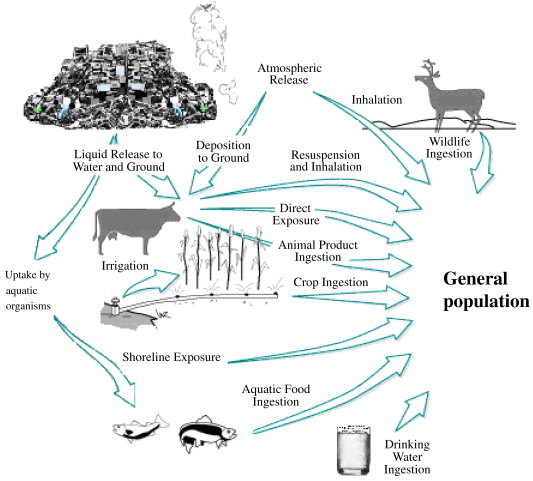 Atmospheric
Release
Inhalation
Wildlife
Ingestion
Deposition
to Ground
Liquid Release to
Water and Ground
Resuspension
and Inhalation
Direct
Exposure
Animal Product
Ingestion
Irrigation
Crop Ingestion
Uptake by
aquatic
organisms
General
population
Shoreline Exposure
Aquatic Food
Ingestion
Drinking
Water
Ingestion